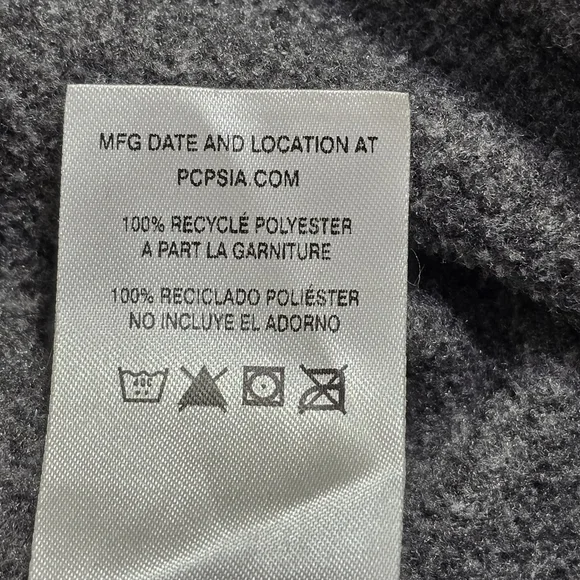 MFG DATE AND LOCATION AT
PCPSIA.COM
100% RECYCLÉ POLYESTER
A PART LA GARNITURE
100% RECICLADO POLIÉSTER
NO INCLUYE EL ADORNO